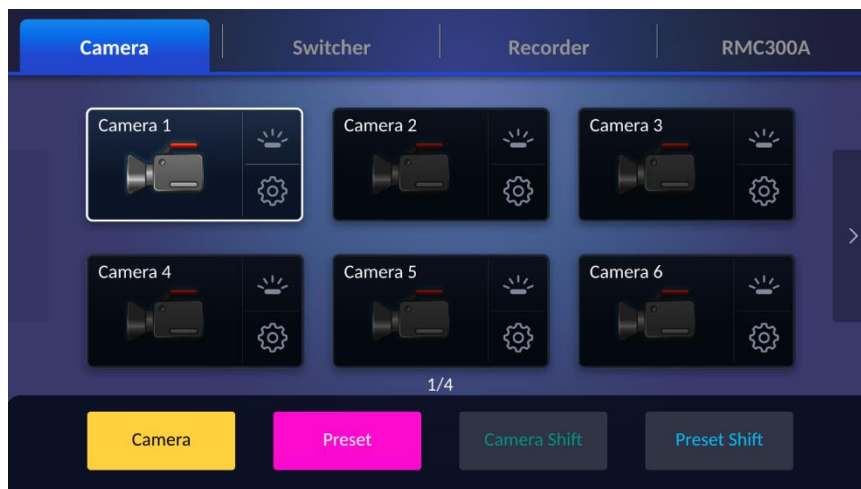 Camera
Switcher
Recorder
RMC300A
Camera 1
Camera 2
Camera 3
Camera 4
Camera 5
Camera 6
1/4
Camera
Preset
Camera Shift
Preset Shift